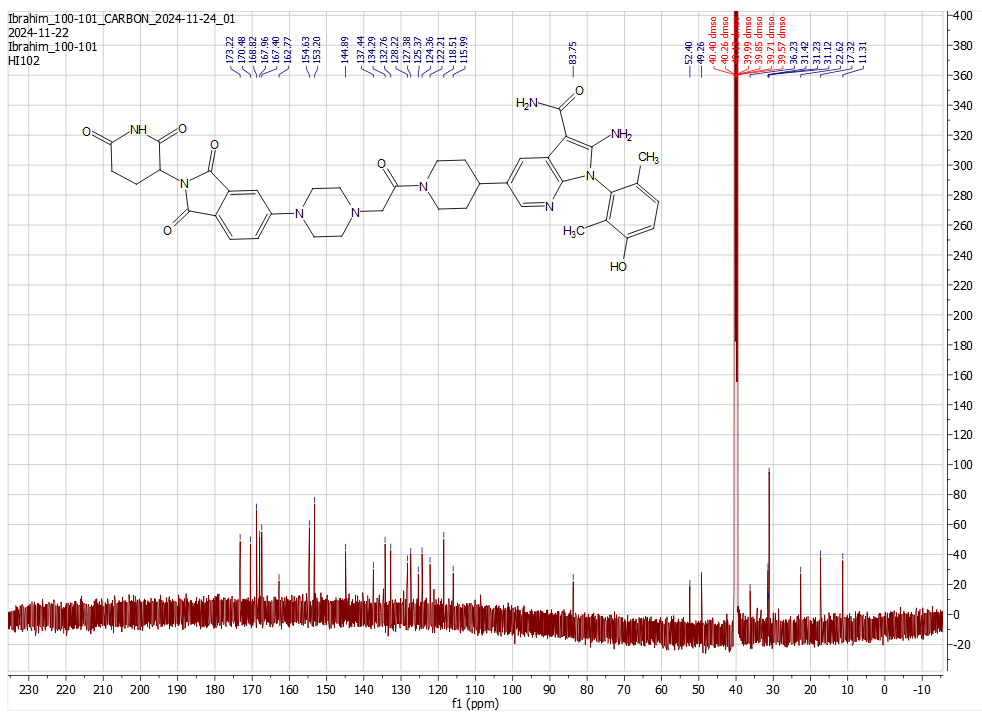 Ibrahim_100-101_CARBON_2024-11-24_01
2024-11-22
Ibrahim_100-101
HI102
173.22
170.48
168.82
167.96
167.40
162.77
154.63
153.20
144.89
137.44
134.29
132.76
128.22
127.38
125.37
124.36
122.21
118.51
115.99
83.75
52.40
49.26
40.40 dmso
40.26 dmso
39.99 dmso
39.85 dmso
39.71 dmso
39.57 dmso
36.23
31.42
31.23
31.12
22.62
17.32
11.31
O
NH
O
O
N
O
N
N
O
N
H2N
O
NH2
N
N
CH3
H3C
HO
400
380
360
340
320
300
280
260
240
220
200
180
160
140
120
100
80
60
40
20
0
-20
230 220 210 200 190 180 170 160 150 140 130 120 110 100 90 80 70 60 50 40 30 20 10 0 -10
f1 (ppm)